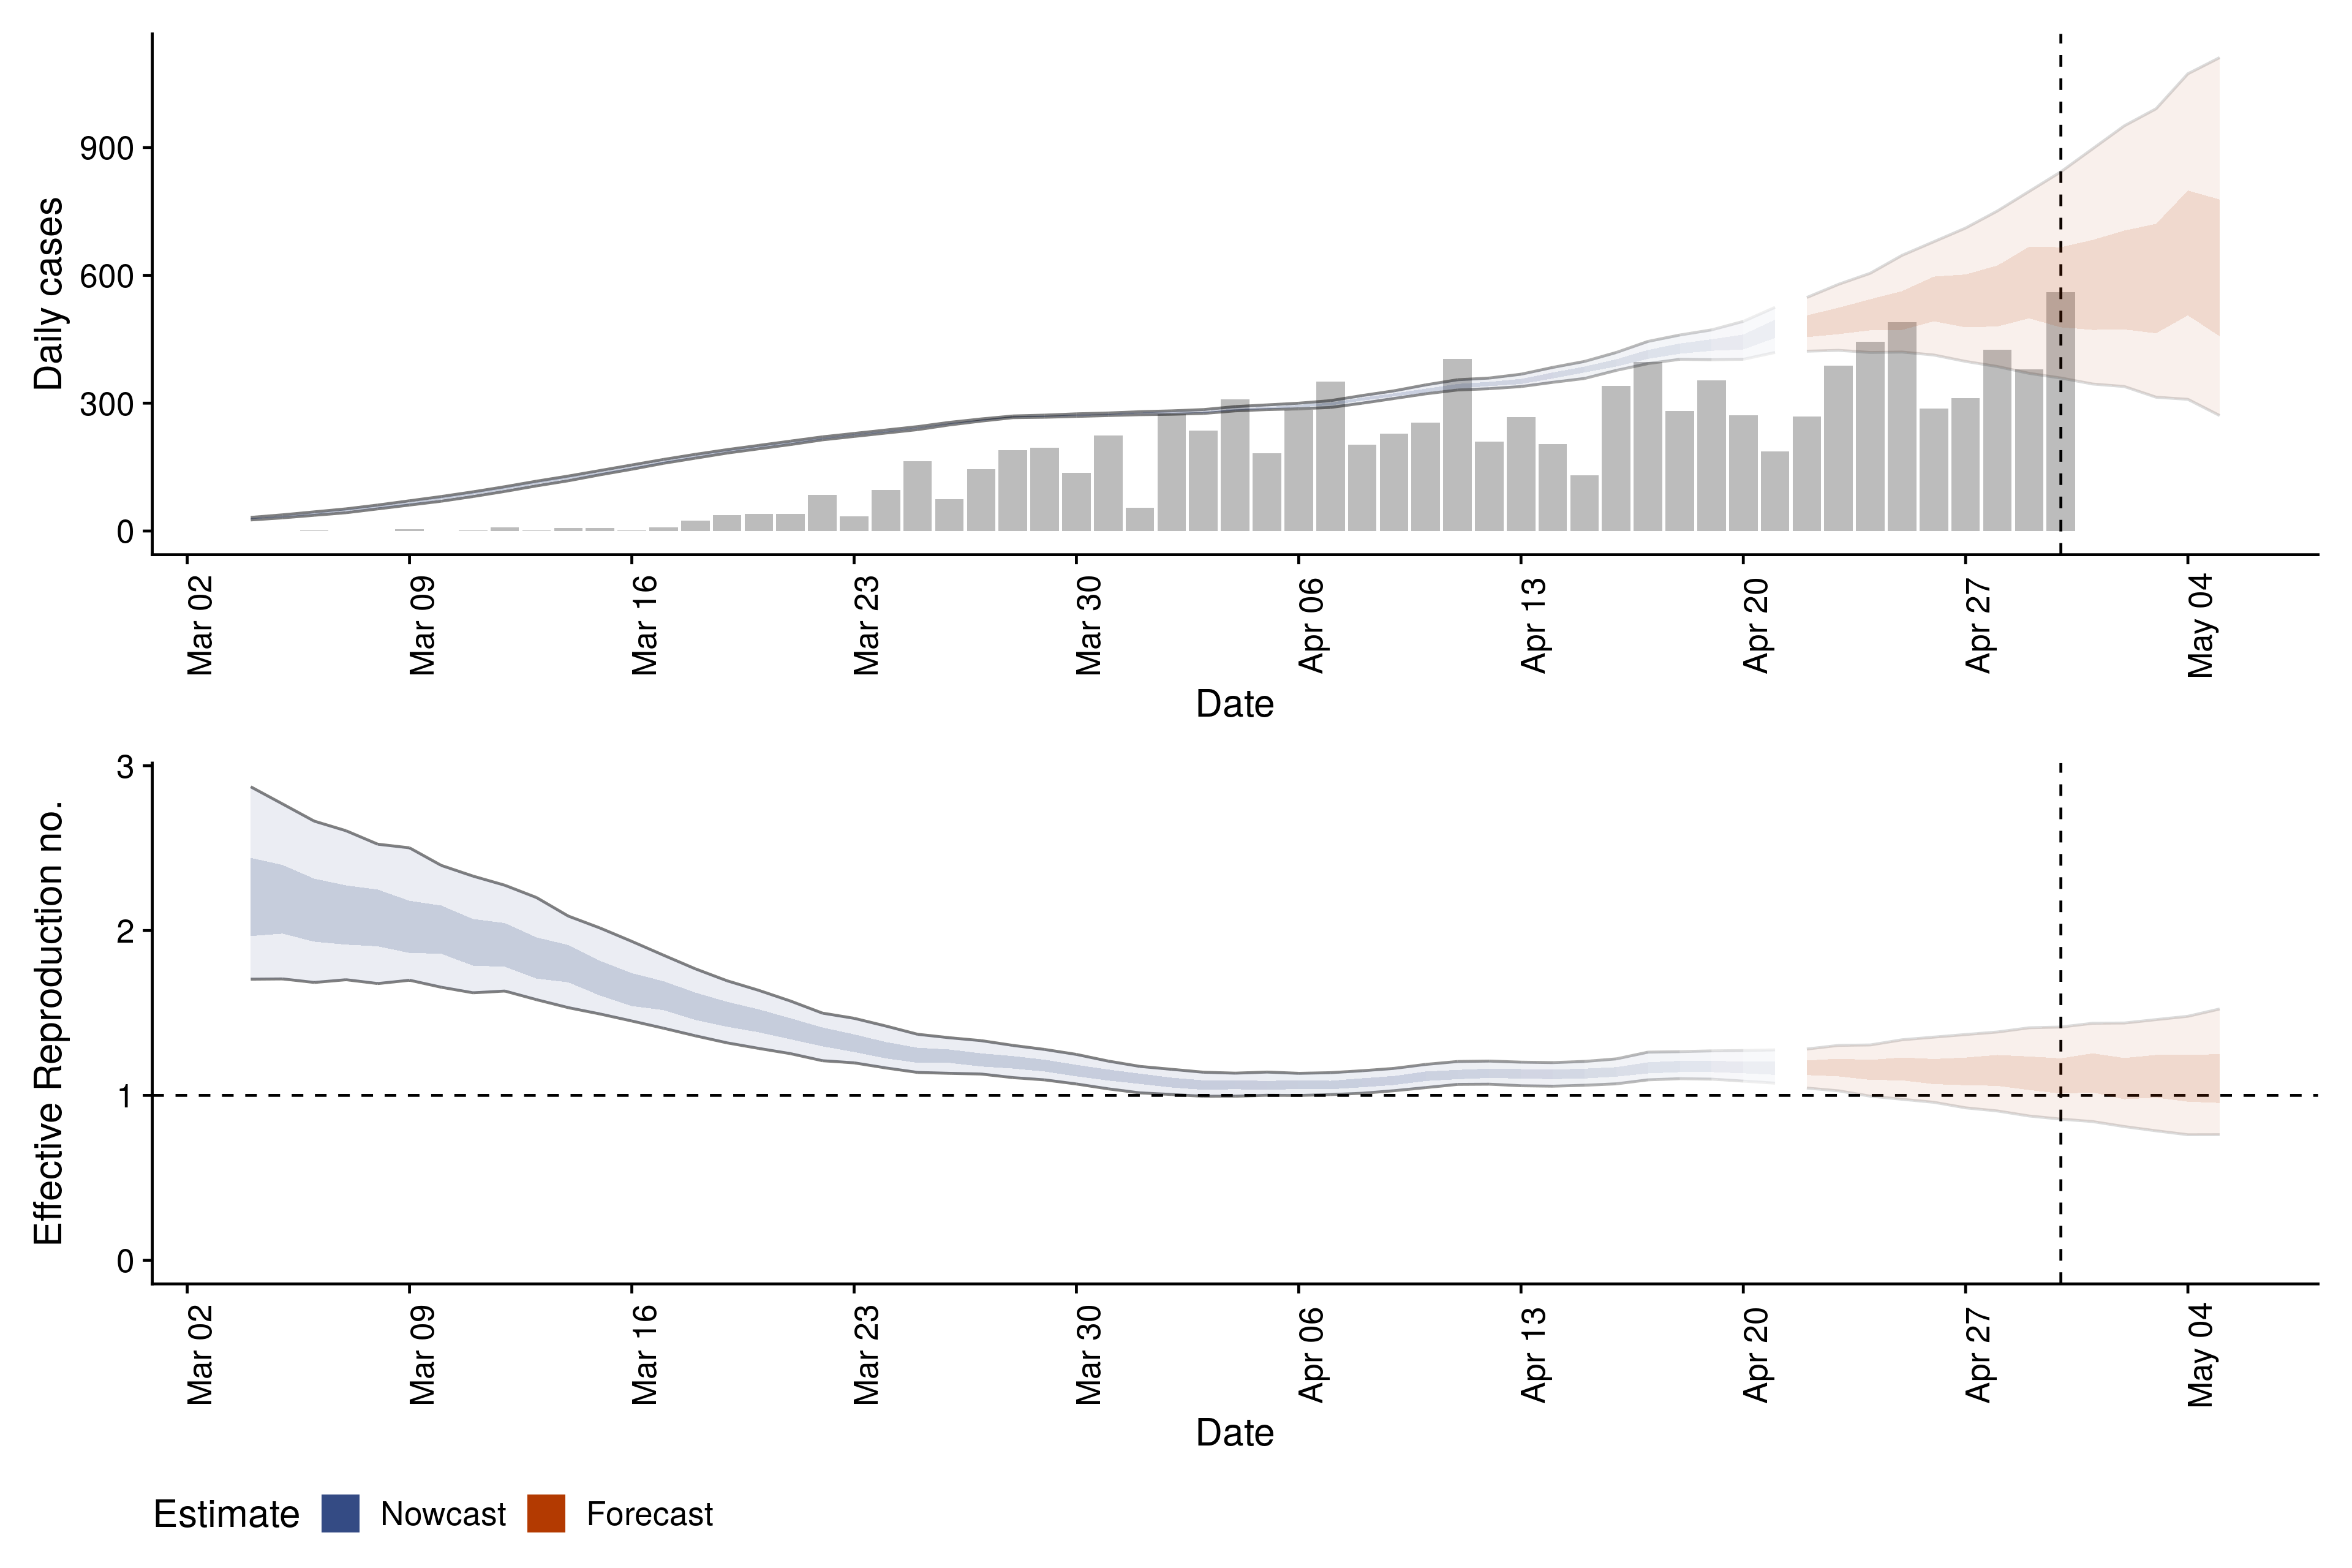 Daily cases
900
600
300
0
Mar 02
Mar 09
Mar 16
Mar 23
Mar 30
Apr 06
Apr 13
Apr 20
Apr 27
May 04
Date
Effective Reproduction no.
3
2
1
0
Mar 02
Mar 09
Mar 16
Mar 23
Mar 30
Apr 06
Apr 13
Apr 20
Apr 27
May 04
Date
Estimate Nowcast Forecast